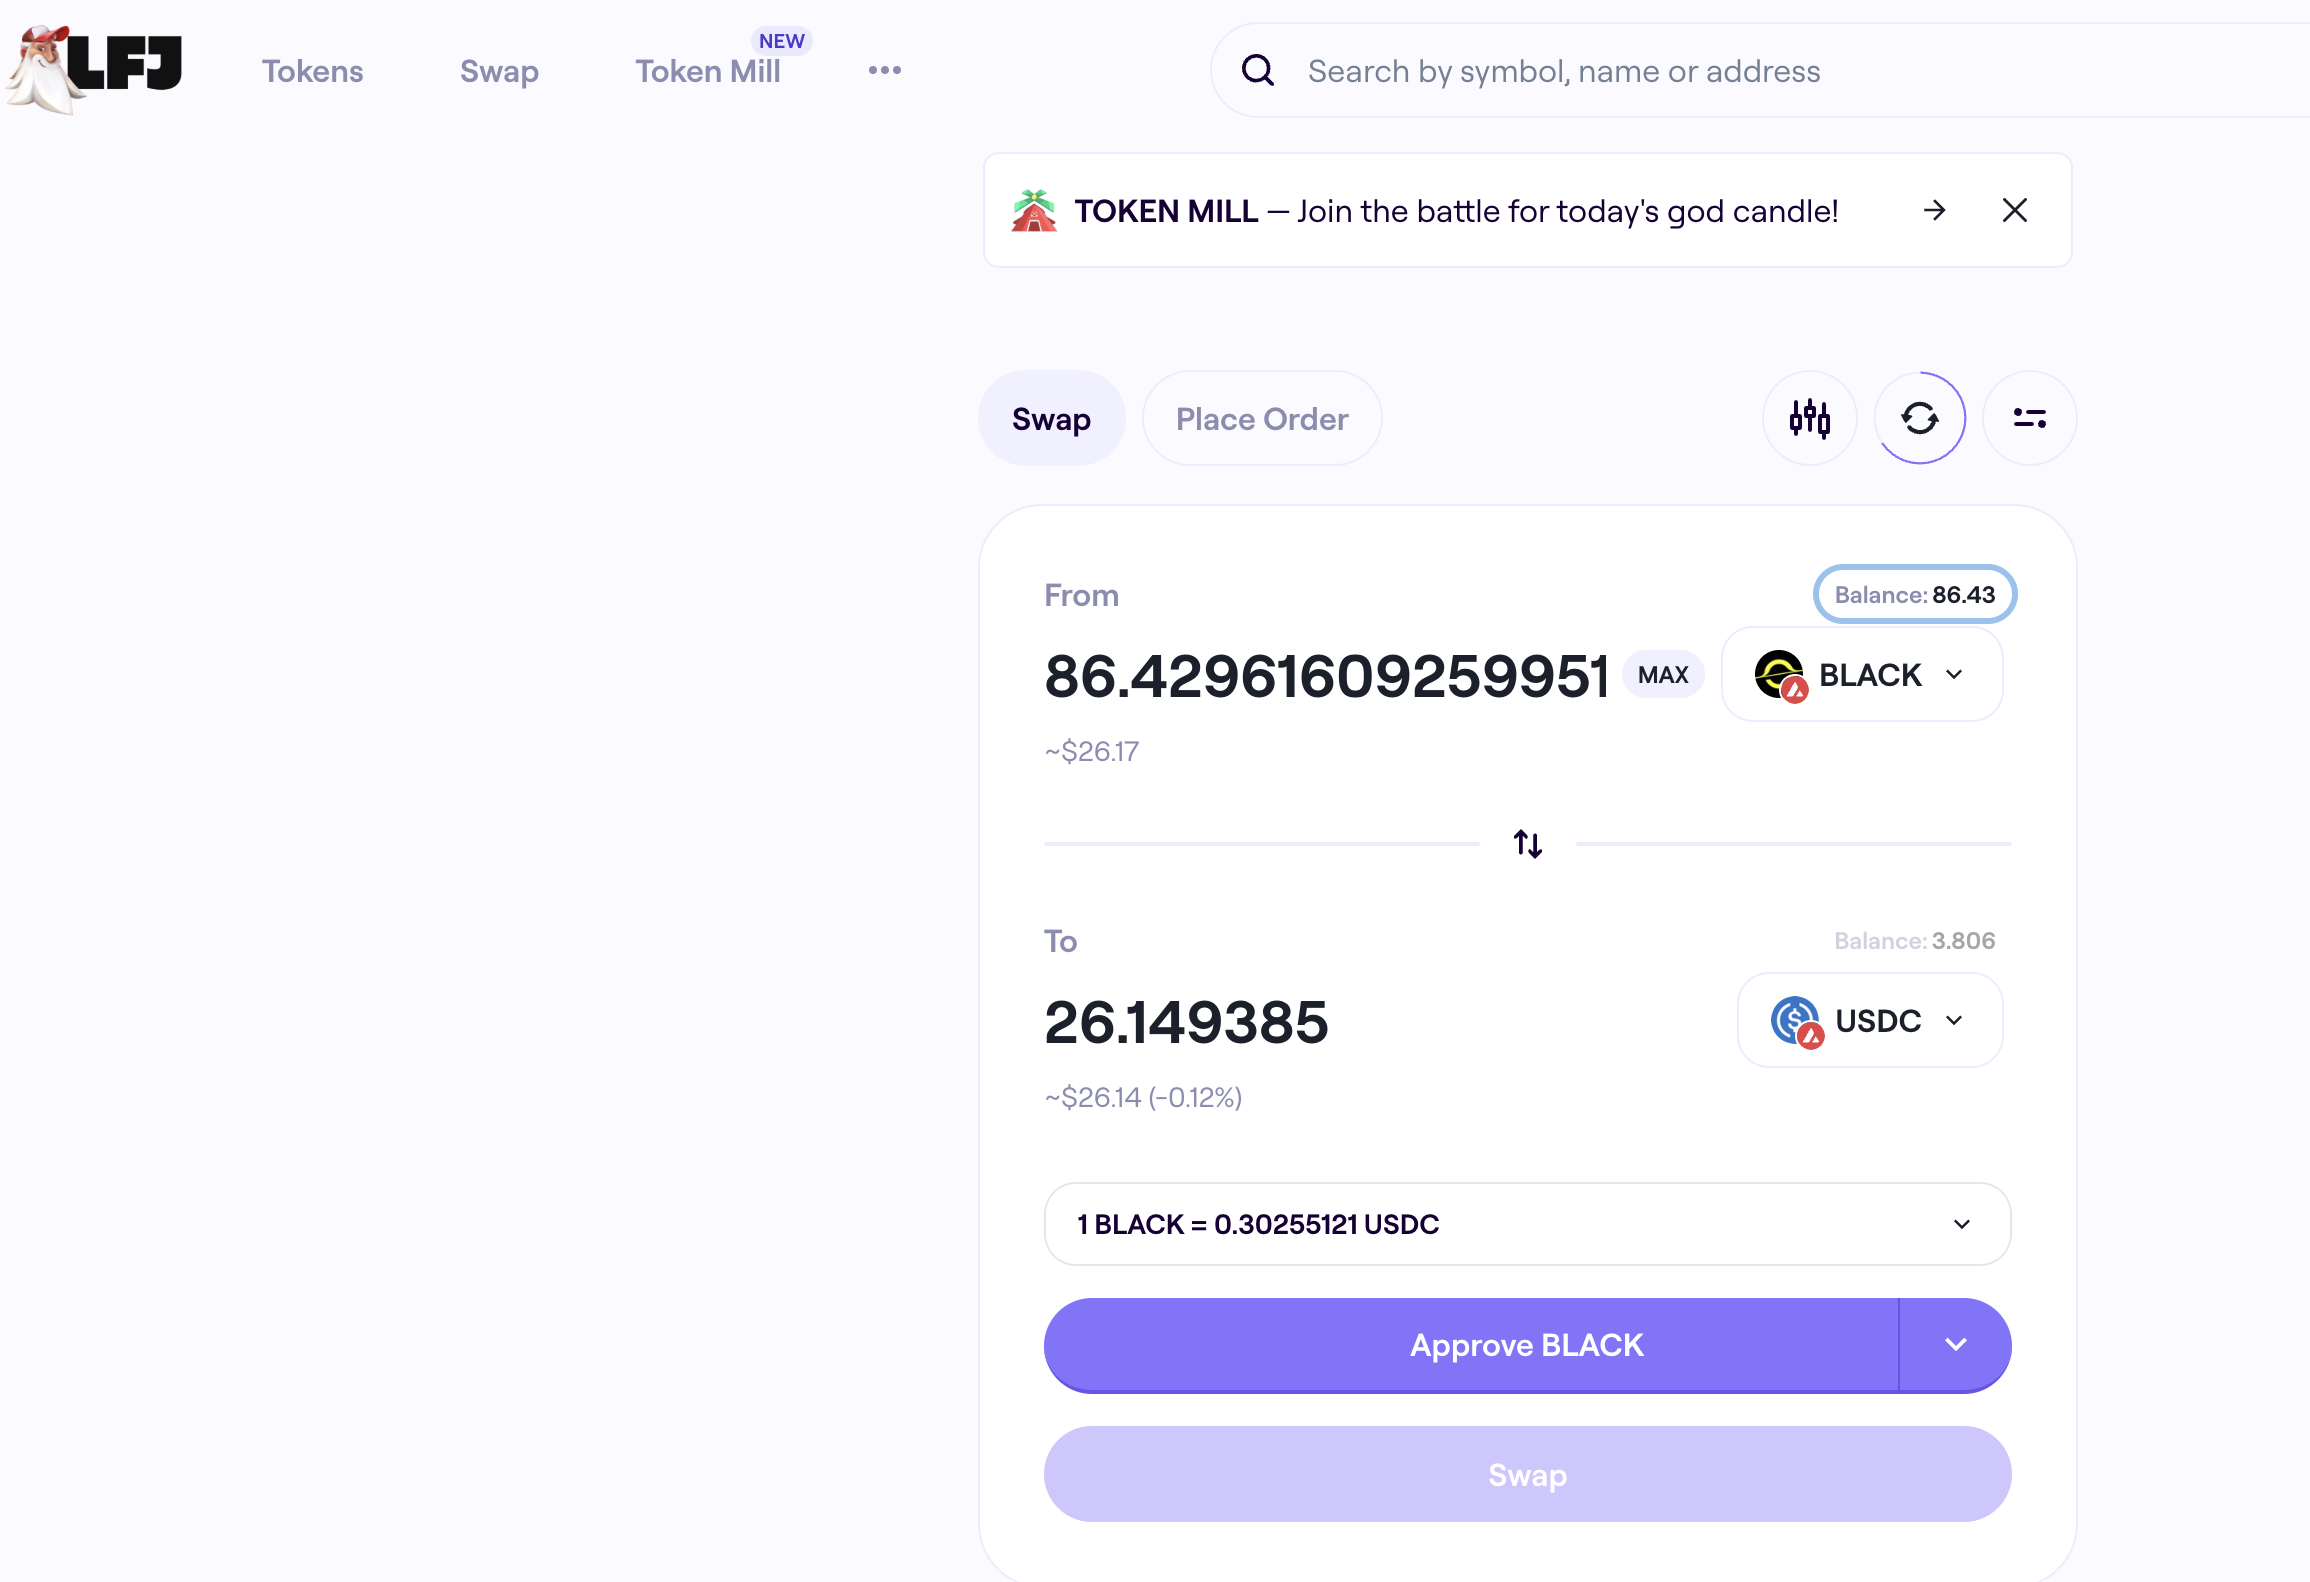 LFJ
Tokens
Swap
Token Mill
NEW
Search by symbol, name or address
TOKEN MILL — Join the battle for today's god candle!
Swap
Place Order
From
Balance: 86.43
86.42961609259951
MAX
BLACK
~$26.17
To
Balance: 3.806
26.149385
USDC
~$26.14 (-0.12%)
1 BLACK = 0.30255121 USDC
Approve BLACK
Swap